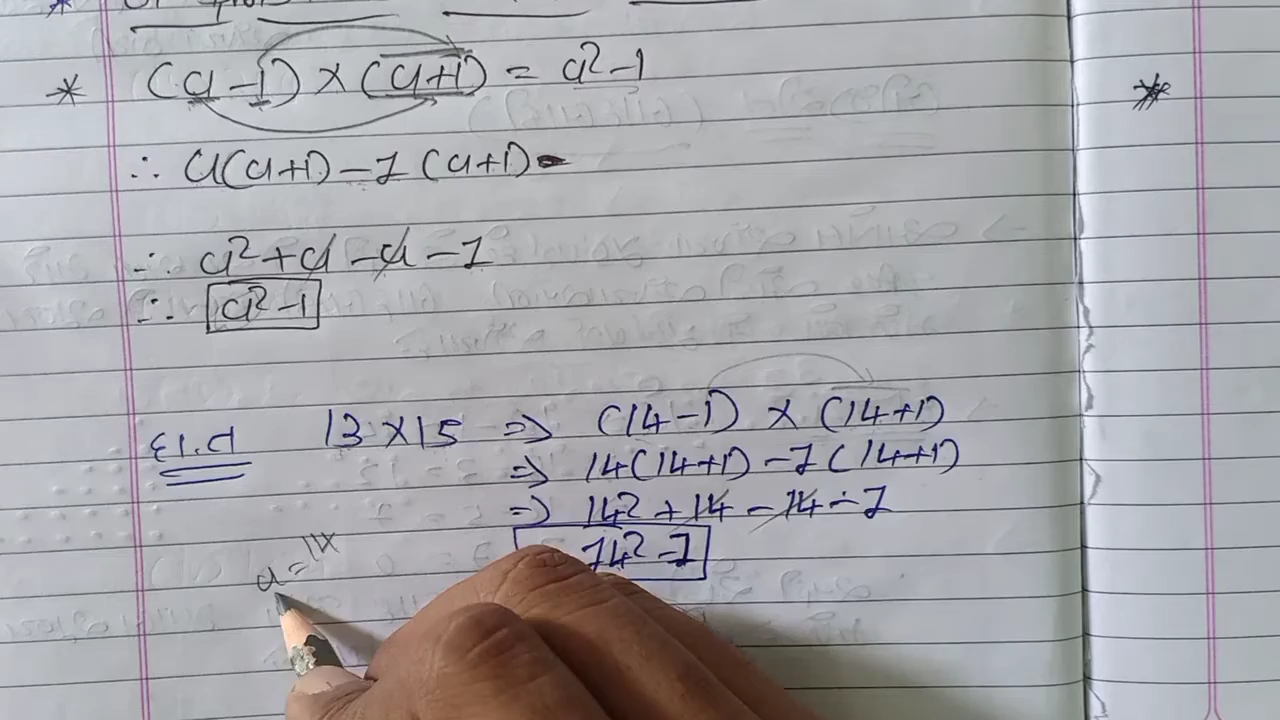 * (a-1) × (a+1) = a²-1
∴ a(a+1) - 1(a+1)
∴ a² + a - a - 1
∴ a²-1
દા.ત 13 × 15 ⇒ (14-1) × (14+1)
⇒ 14(14+1) - 1(14+1)
⇒ 14² + 14 - 14 - 1
14² - 1
a = 14